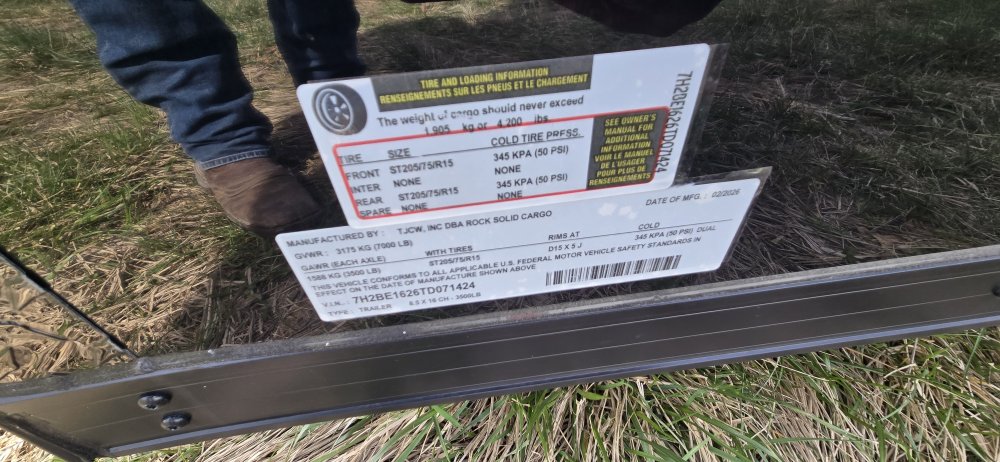 TIRE AND LOADING INFORMATION
RENSEIGNEMENTS SUR LES PNEUS ET LE CHARGEMENT
The weight of cargo should never exceed
1,905 kg or 4,200 lbs
TIRE SIZE COLD TIRE PRESS.
FRONT ST205/75/R15 345 KPA (50 PSI)
INTER NONE NONE
REAR ST205/75/R15 345 KPA (50 PSI)
SPARE NONE NONE
SEE OWNER'S
MANUAL FOR
ADDITIONAL
INFORMATION
VOIR LE MANUEL
DE L'USAGER
POUR PLUS DE
RENSEIGNEMENTS
7H2BE1626TD071424
MANUFACTURED BY : TJCW, INC DBA ROCK SOLID CARGO DATE OF MFG. : 02/2026
GVWR : 3175 KG (7000 LB)
GAWR (EACH AXLE) WITH TIRES RIMS AT COLD
1588 KG (3500 LB) ST205/75/R15 D15 X 5 J 345 KPA (50 PSI) DUAL
THIS VEHICLE CONFORMS TO ALL APPLICABLE U.S. FEDERAL MOTOR VEHICLE SAFETY STANDARDS IN
EFFECT ON THE DATE OF MANUFACTURE SHOWN ABOVE
V.I.N. : 7H2BE1626TD071424
TYPE : TRAILER 8.5 X 16 CH - 3500LB